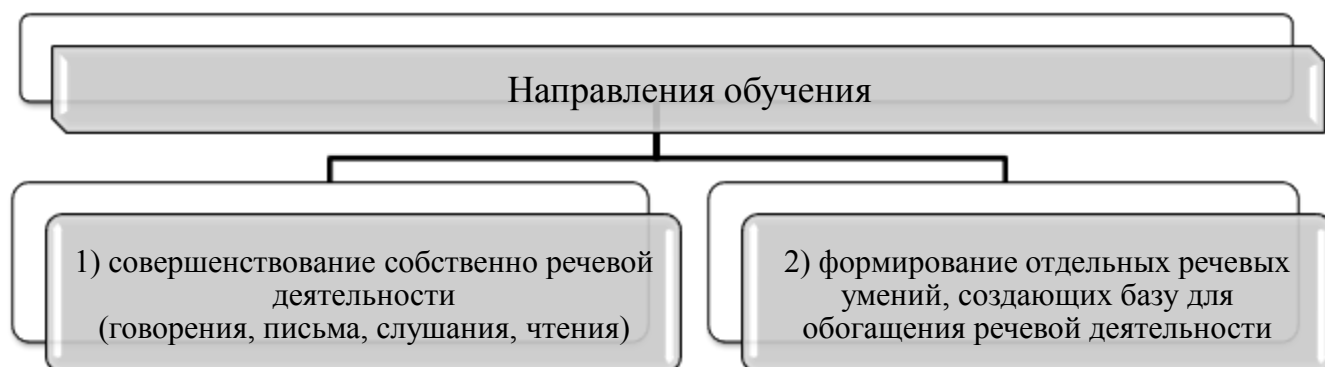 Направления обучения
1) совершенствование собственно речевой
деятельности
(говорения, письма, слушания, чтения)
2) формирование отдельных речевых
умений, создающих базу для
обогащения речевой деятельности